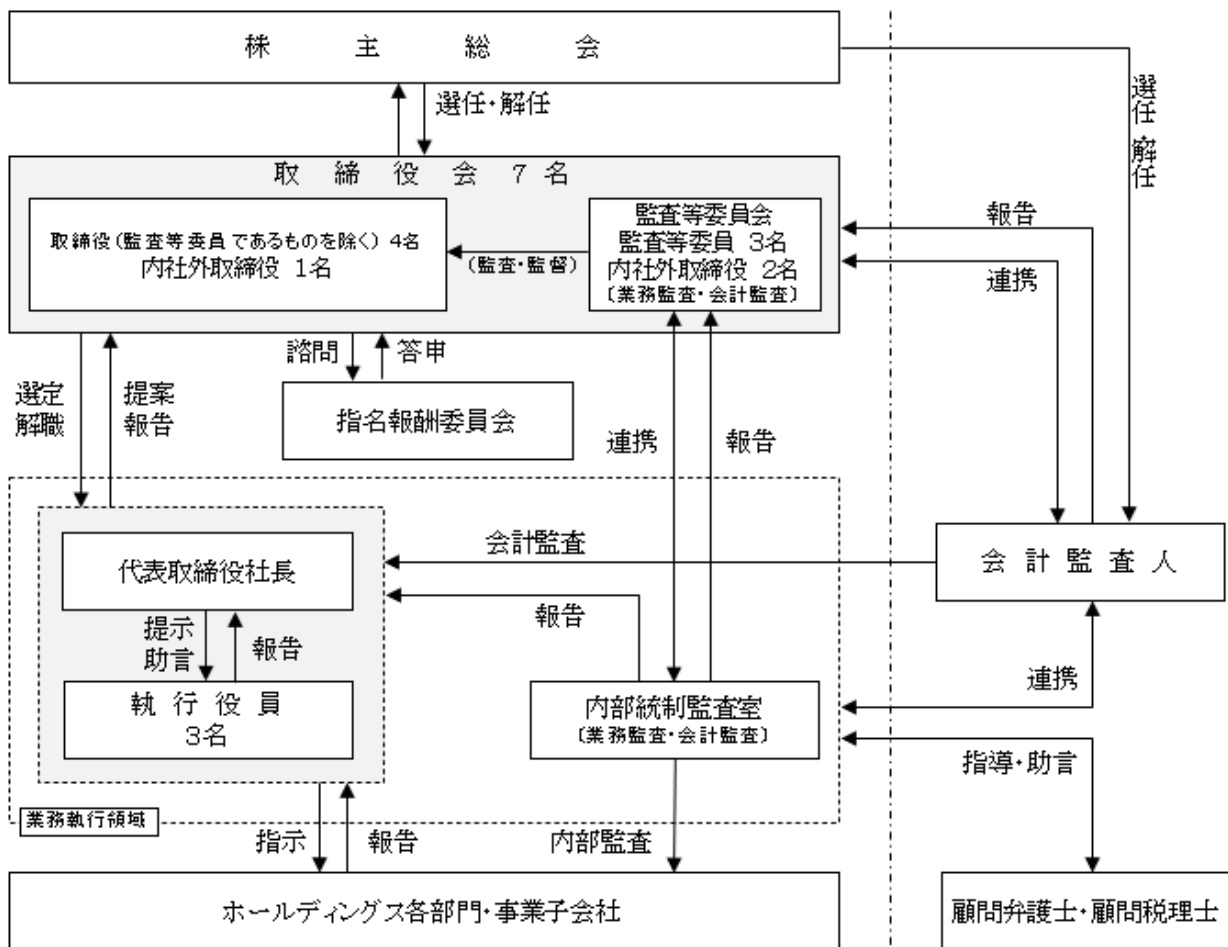 株主総会
選任・解任
選任・解任
取締役会7名
取締役(監査等委員であるものを除く)4名
内社外取締役 1名
(監査・監督)
監査等委員会
監査等委員 3名
内社外取締役 2名
〔業務監査・会計監査〕
報告
連携
諮問
答申
選定
解職
提案
報告
指名報酬委員会
連携
報告
代表取締役社長
会計監査
会計監査人
報告
提示
助言
報告
執行役員
3名
内部統制監査室
〔業務監査・会計監査〕
連携
指導・助言
業務執行領域
指示
報告
内部監査
ホールディングス各部門・事業子会社
顧問弁護士・顧問税理士